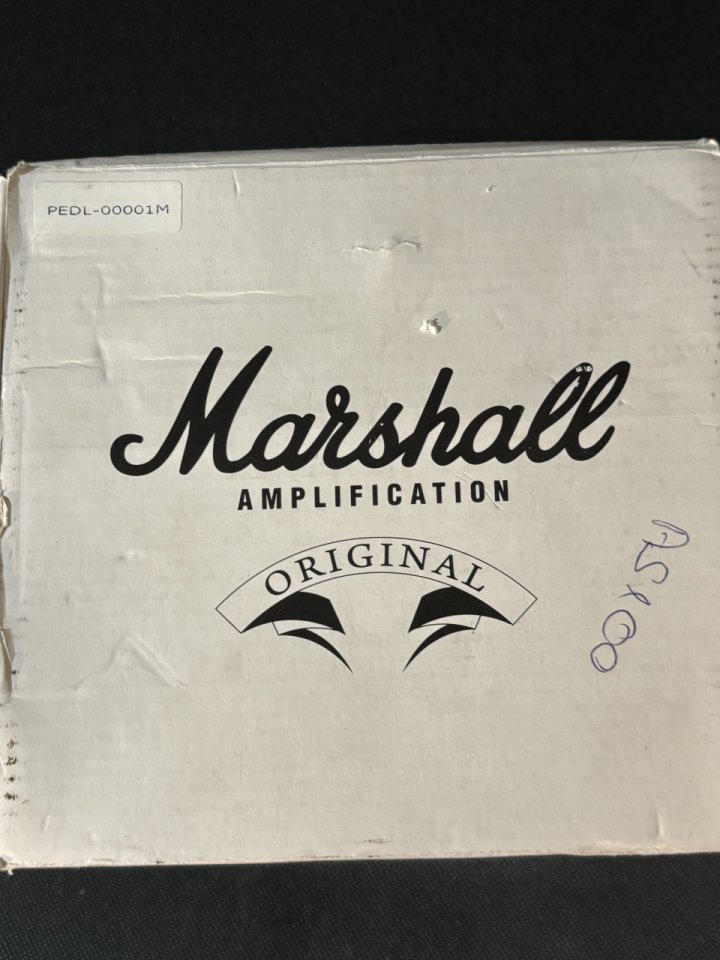 PEDL-00001M
Marshall
AMPLIFICATION
ORIGINAL